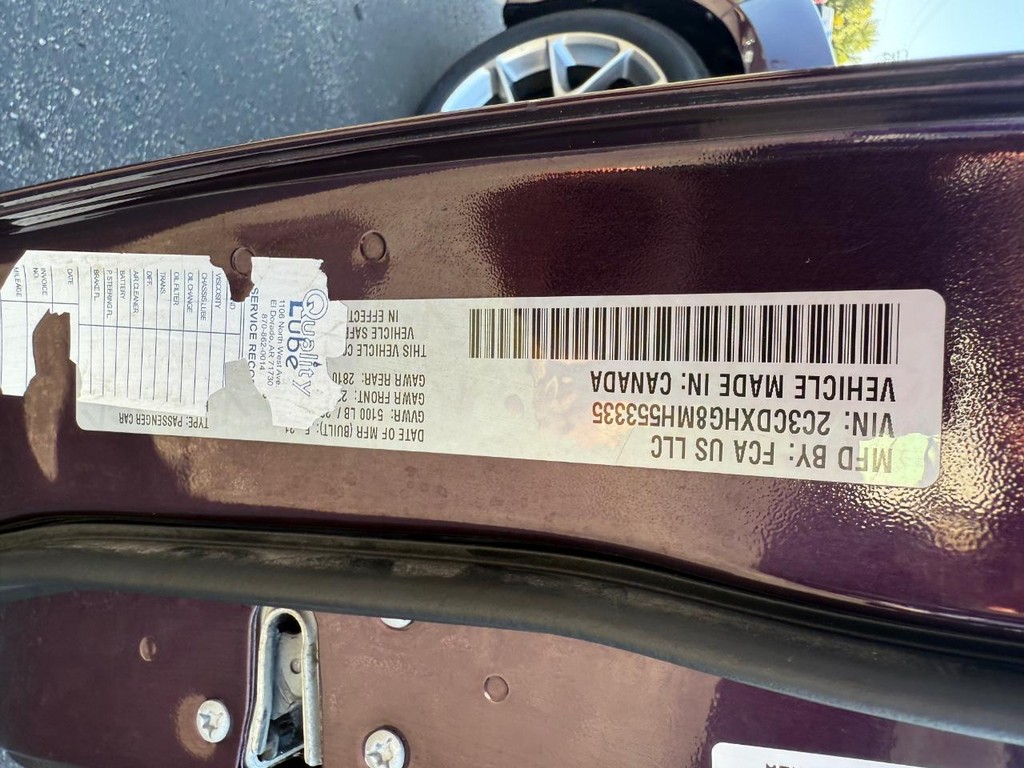 MFD BY: FCA US LLC
VIN: 2C3CDXHG8MH553335
VEHICLE MADE IN: CANADA
DATE OF MFR (BUILT):
GVWR: 5100 LB /
GAWR FRONT:
GAWR REAR: 2810
THIS VEHICLE
VEHICLE
IN EFFECT
TYPE: PASSENGER CAR
Quality
Lube
1106 North West Ave
El Dorado, AR 71730
870-862-0014
SERVICE
VISCOSITY
CHASSIS LUBE
OIL CHANGE
OIL FILTER
TRANS.
DIFF.
AIR CLEANER
BATTERY
P. STEERING FL.
BRAKE FL.
DATE
INVOICE
NO.
MILEAGE